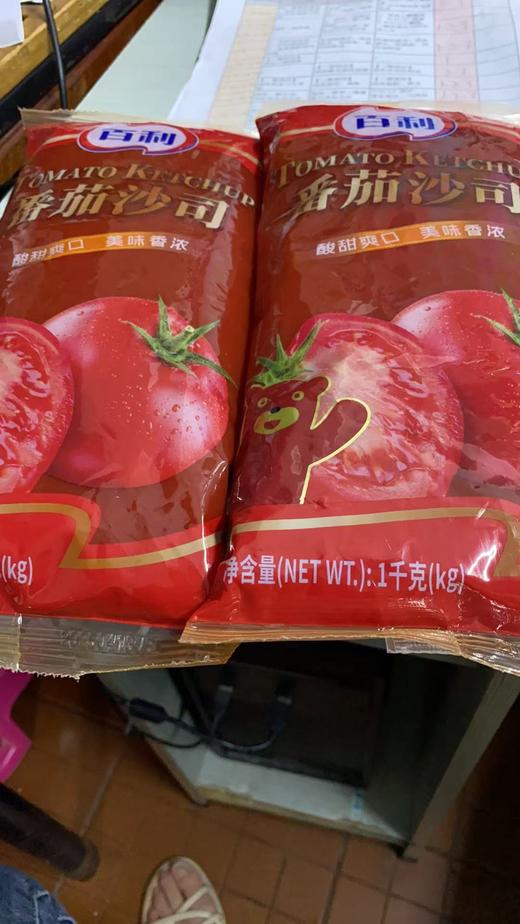 百利
TOMATO KETCHUP
番茄沙司
酸甜爽口 美味香浓
(kg)
百利
TOMATO KETCHU
番茄沙司
酸甜爽口 美味香浓
净含量(NET WT.): 1千克(kg)